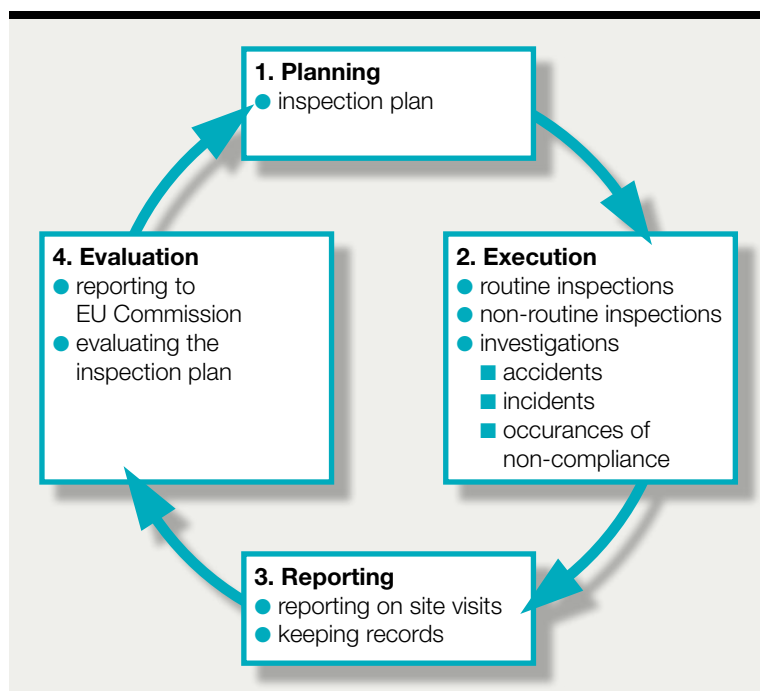 1. Planning
● inspection plan
2. Execution
● routine inspections
● non-routine inspections
● investigations
■ accidents
■ incidents
■ occurances of
non-compliance
3. Reporting
● reporting on site visits
● keeping records
4. Evaluation
● reporting to
EU Commission
● evaluating the
inspection plan